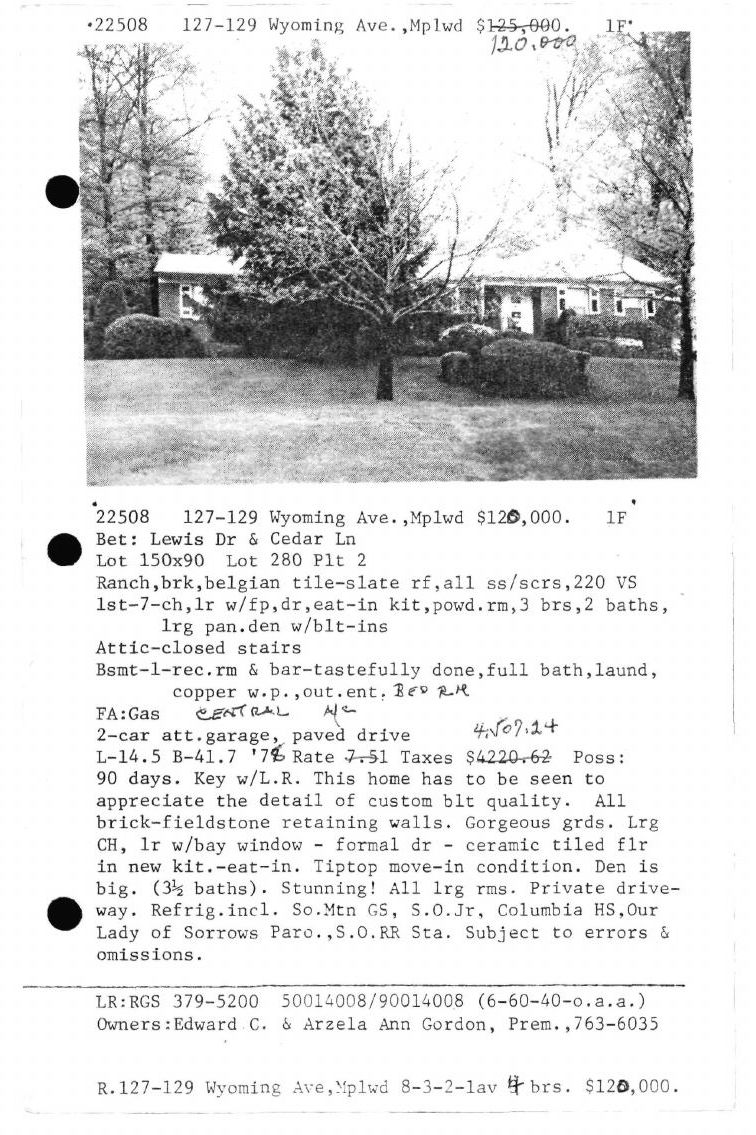 22508 127-129 Wyoming Ave.,Mplwd $125,000. 1F
120,000
22508 127-129 Wyoming Ave.,Mplwd $120,000. 1F
Bet: Lewis Dr & Cedar Ln
Lot 150x90 Lot 280 Plt 2
Ranch,brk,belgian tile-slate rf,all ss/scrs,220 VS
1st-7-ch,lr w/fp,dr,eat-in kit,powd.rm,3 brs,2 baths,
lrg pan.den w/blt-ins
Attic-closed stairs
Bsmt-1-rec.rm & bar-tastefully done,full bath,laund,
copper w.p.,out.ent. BED RM
FA:Gas CENTRAL A/C
2-car att.garage, paved drive 4,507.24
L-14.5 B-41.7 Rate 7.51 Taxes $4220.62 Poss:
90 days. Key w/L.R. This home has to be seen to
appreciate the detail of custom blt quality. All
brick-fieldstone retaining walls. Gorgeous grds. Lrg
CH, lr w/bay window - formal dr - ceramic tiled flr
in new kit.-eat-in. Tiptop move-in condition. Den is
big. (3½ baths). Stunning! All lrg rms. Private drive-
way. Refrig.incl. So.Mtn GS, S.O.Jr, Columbia HS,Our
Lady of Sorrows Paro.,S.O.RR Sta. Subject to errors &
omissions.
LR:RGS 379-5200 50014008/90014008 (6-60-40-o.a.a.)
Owners:Edward C. & Arzela Ann Gordon, Prem.,763-6035
R.127-129 Wyoming Ave,Mplwd 8-3-2-1av 4 brs. $120,000.